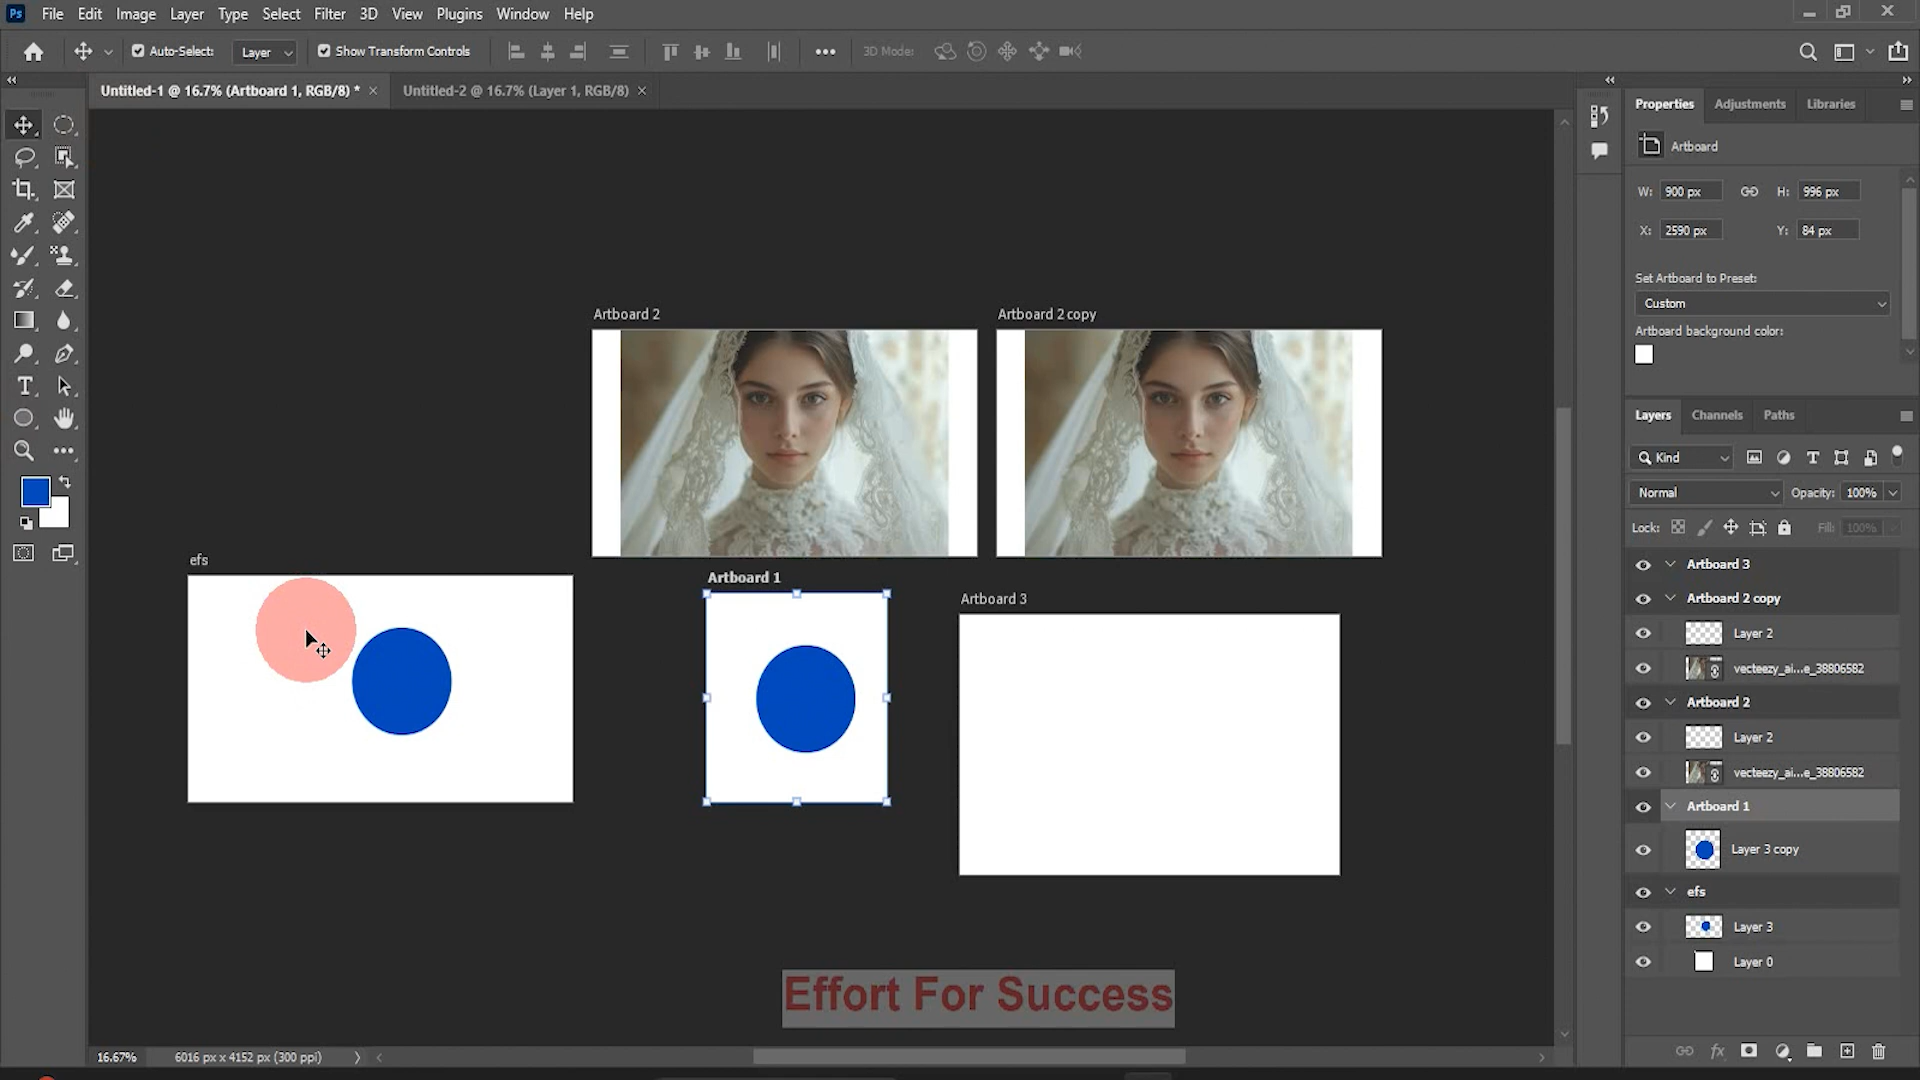 Ps File Edit Image Layer Type Select Filter 3D View Plugins Window Help
Auto-Select: Layer Show Transform Controls 3D Mode:
Untitled-1 @ 16.7% (Artboard 1, RGB/8) * Untitled-2 @ 16.7% (Layer 1, RGB/8)
Properties Adjustments Libraries
Artboard
W: 900 px H: 996 px
X: 2590 px Y: 84 px
Set Artboard to Preset:
Custom
Artboard background color:
Artboard 2
Artboard 2 copy
efs
Artboard 1
Artboard 3
Layers Channels Paths
Kind
Normal Opacity: 100%
Lock: Fill: 100%
Artboard 3
Artboard 2 copy
Layer 2
vecteezy_ai...e_38806582
Artboard 2
Layer 2
vecteezy_ai...e_38806582
Artboard 1
Layer 3 copy
efs
Layer 3
Layer 0
fx
Effort For Success
16.67% 6016 px x 4152 px (300 ppi)